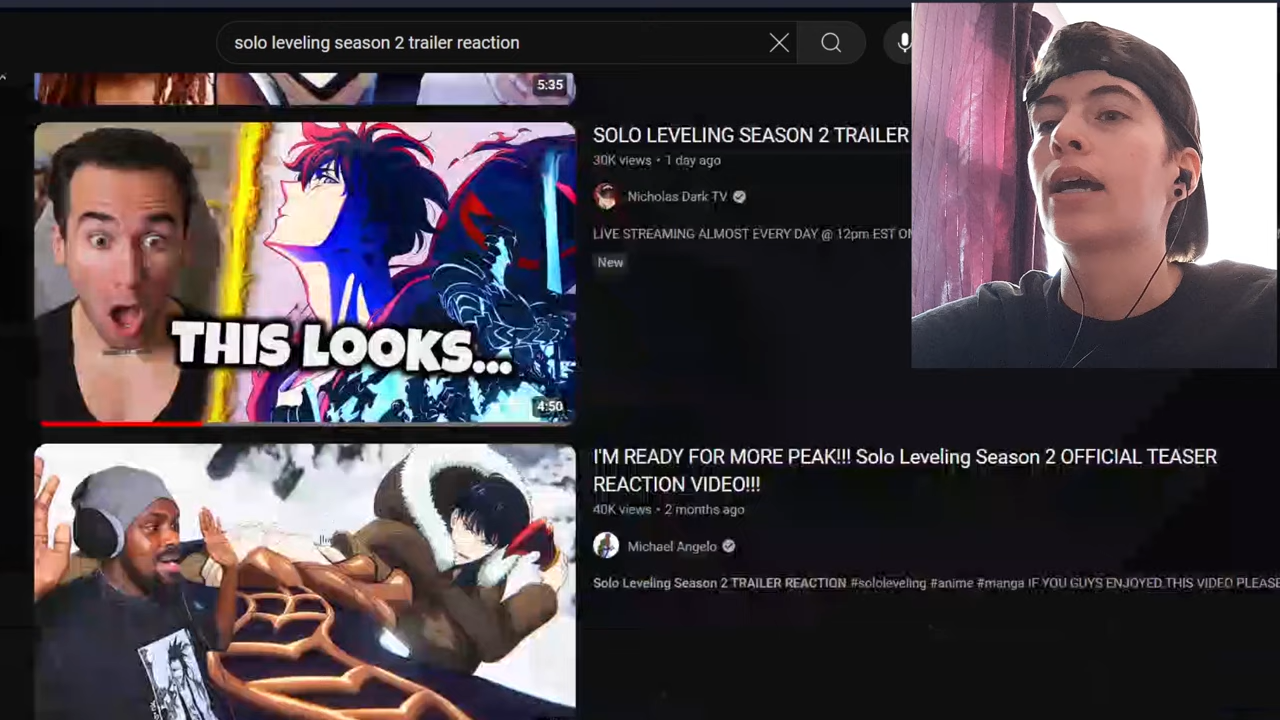 solo leveling season 2 trailer reaction
5:35
THIS LOOKS...
4:50
SOLO LEVELING SEASON 2 TRAILER
30K views • 1 day ago
Nicholas Dark TV
LIVE STREAMING ALMOST EVERY DAY @ 12pm EST
New
I'M READY FOR MORE PEAK!!! Solo Leveling Season 2 OFFICIAL TEASER
REACTION VIDEO!!!
40K views • 2 months ago
Michael Angelo
Solo Leveling Season 2 TRAILER REACTION #sololeveling #anime #manga IF YOU GUYS ENJOYED THIS VIDEO PLEASE